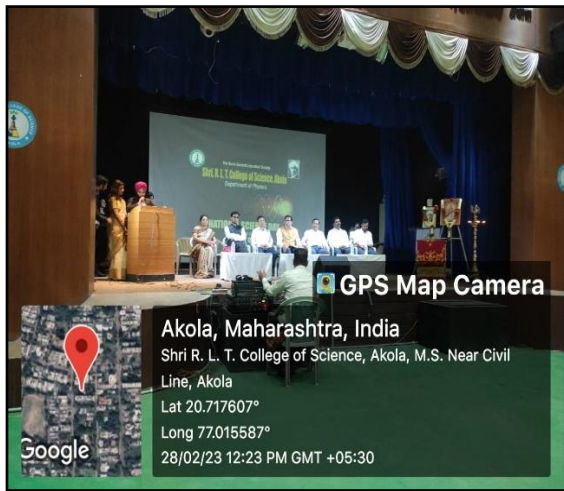 Shri. R. L. T. College of Science, Akola
Department of Physics
GPS Map Camera
Akola, Maharashtra, India
Shri R. L. T. College of Science, Akola, M.S. Near Civil
Line, Akola
Lat 20.717607°
Long 77.015587°
28/02/23 12:23 PM GMT +05:30
Google